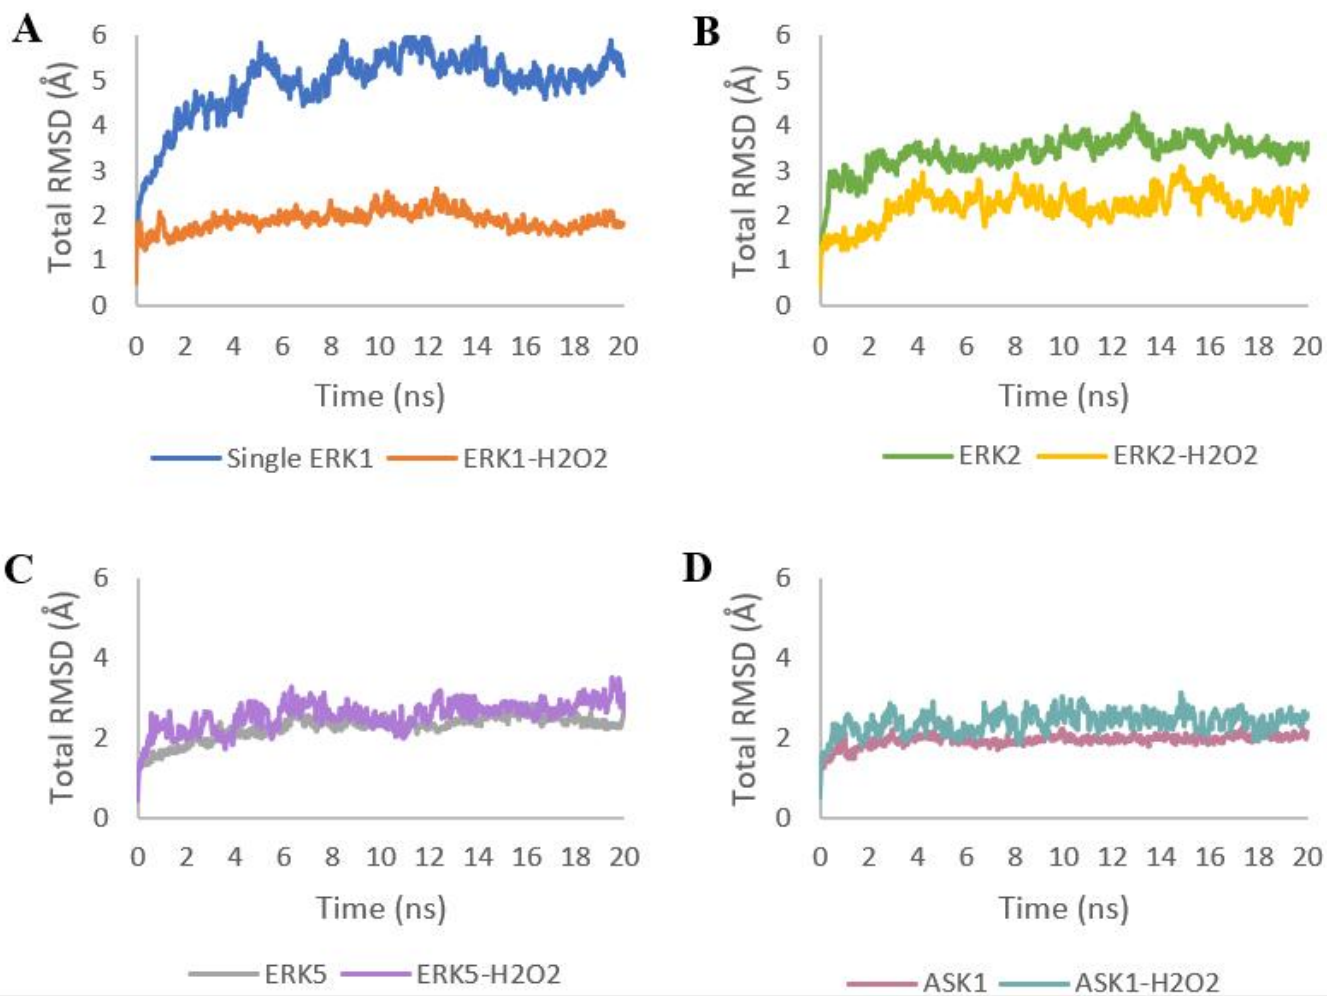 A
Total RMSD (Å)
6
5
4
3
2
1
0
0 2 4 6 8 10 12 14 16 18 20
Time (ns)
Single ERK1 ERK1-H2O2
B
Total RMSD (Å)
6
5
4
3
2
1
0
0 2 4 6 8 10 12 14 16 18 20
Time (ns)
ERK2 ERK2-H2O2
C
Total RMSD (Å)
6
4
2
0
0 2 4 6 8 10 12 14 16 18 20
Time (ns)
ERK5 ERK5-H2O2
D
Total RMSD (Å)
6
4
2
0
0 2 4 6 8 10 12 14 16 18 20
Time (ns)
ASK1 ASK1-H2O2